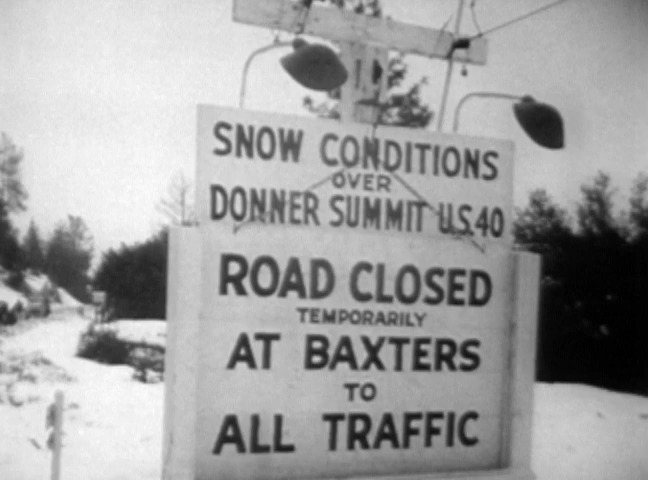 SNOW CONDITIONS
OVER
DONNER SUMMIT U.S.40
ROAD CLOSED
TEMPORARILY
AT BAXTERS
TO
ALL TRAFFIC